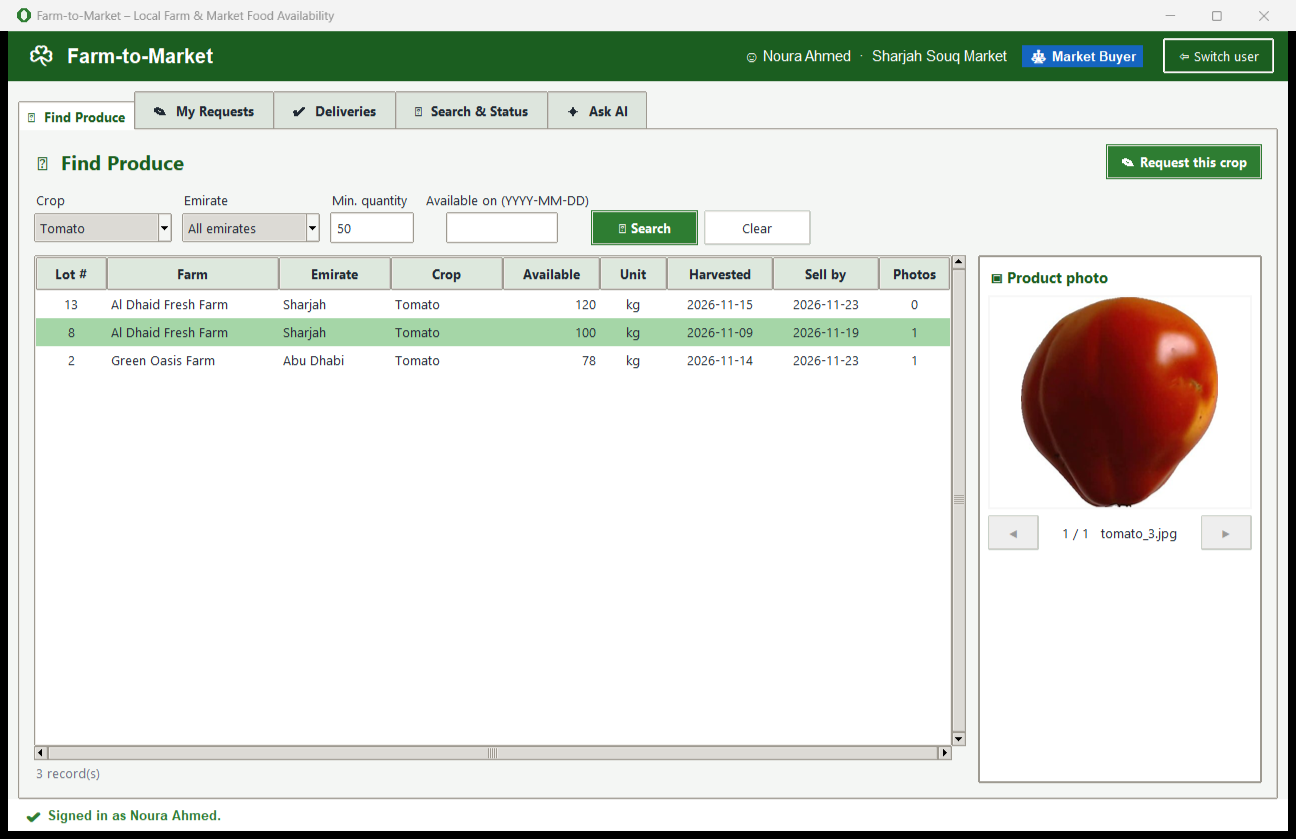 Farm-to-Market – Local Farm & Market Food Availability
Farm-to-Market
Noura Ahmed · Sharjah Souq Market
Market Buyer
⇦ Switch user
Find Produce
My Requests
Deliveries
Search & Status
Ask AI
Find Produce
Request this crop
Crop Emirate Min. quantity Available on (YYYY-MM-DD)
Tomato All emirates 50 Search Clear
Lot # Farm Emirate Crop Available Unit Harvested Sell by Photos
13 Al Dhaid Fresh Farm Sharjah Tomato 120 kg 2026-11-15 2026-11-23 0
8 Al Dhaid Fresh Farm Sharjah Tomato 100 kg 2026-11-09 2026-11-19 1
2 Green Oasis Farm Abu Dhabi Tomato 78 kg 2026-11-14 2026-11-23 1
3 record(s)
Product photo
1 / 1 tomato_3.jpg
Signed in as Noura Ahmed.